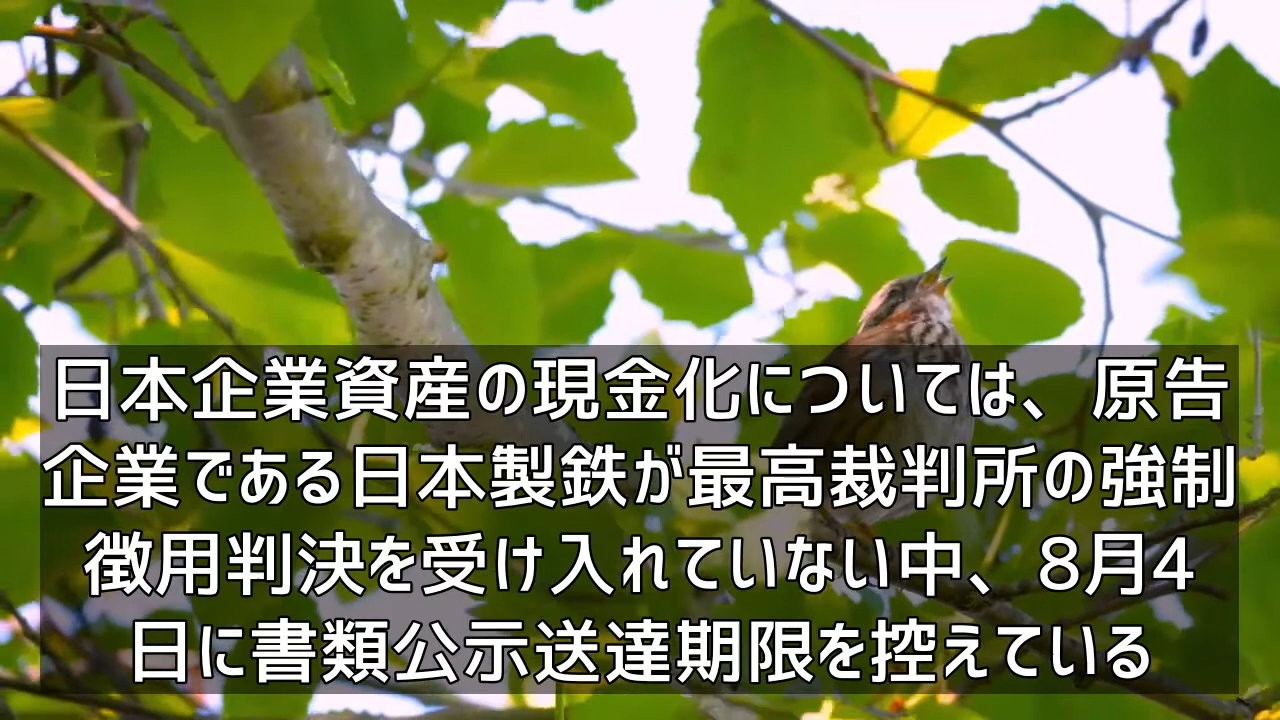 日本企業資産の現金化については、原告
企業である日本製鉄が最高裁判所の強制
徴用判決を受け入れていない中、8月4
日に書類公示送達期限を控えている